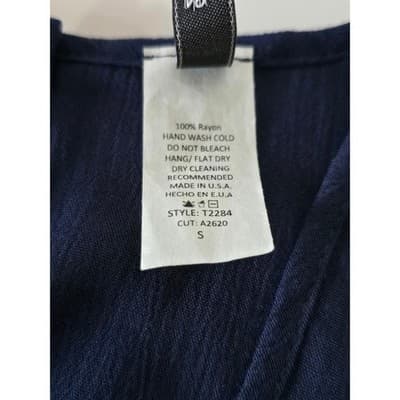 100% Rayon
HAND WASH COLD
DO NOT BLEACH
HANG/ FLAT DRY
DRY CLEANING
RECOMMENDED
MADE IN U.S.A.
HECHO EN E.U.A
STYLE: T2284
CUT: A2620
S